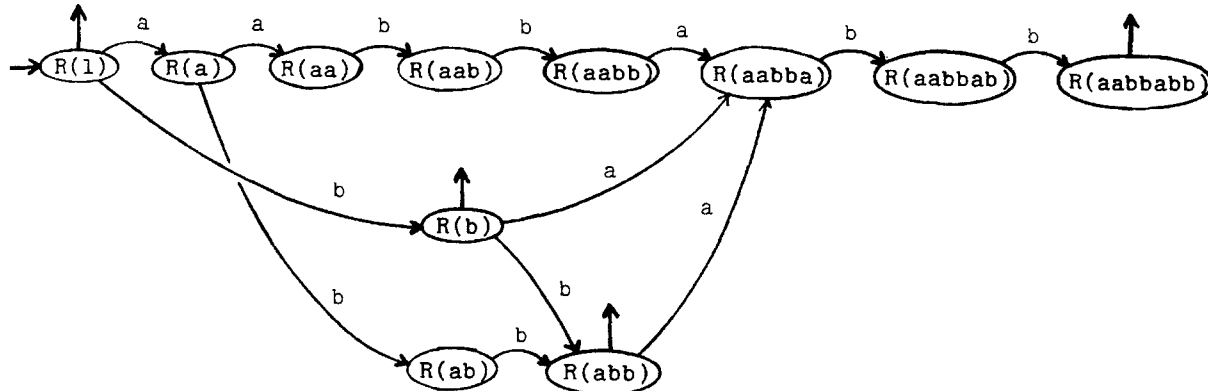 a a b b a b b
R(1) R(a) R(aa) R(aab) R(aabb) R(aabba) R(aabbab) R(aabbabb)
b a
R(b) a
b b
b
R(ab) R(abb)